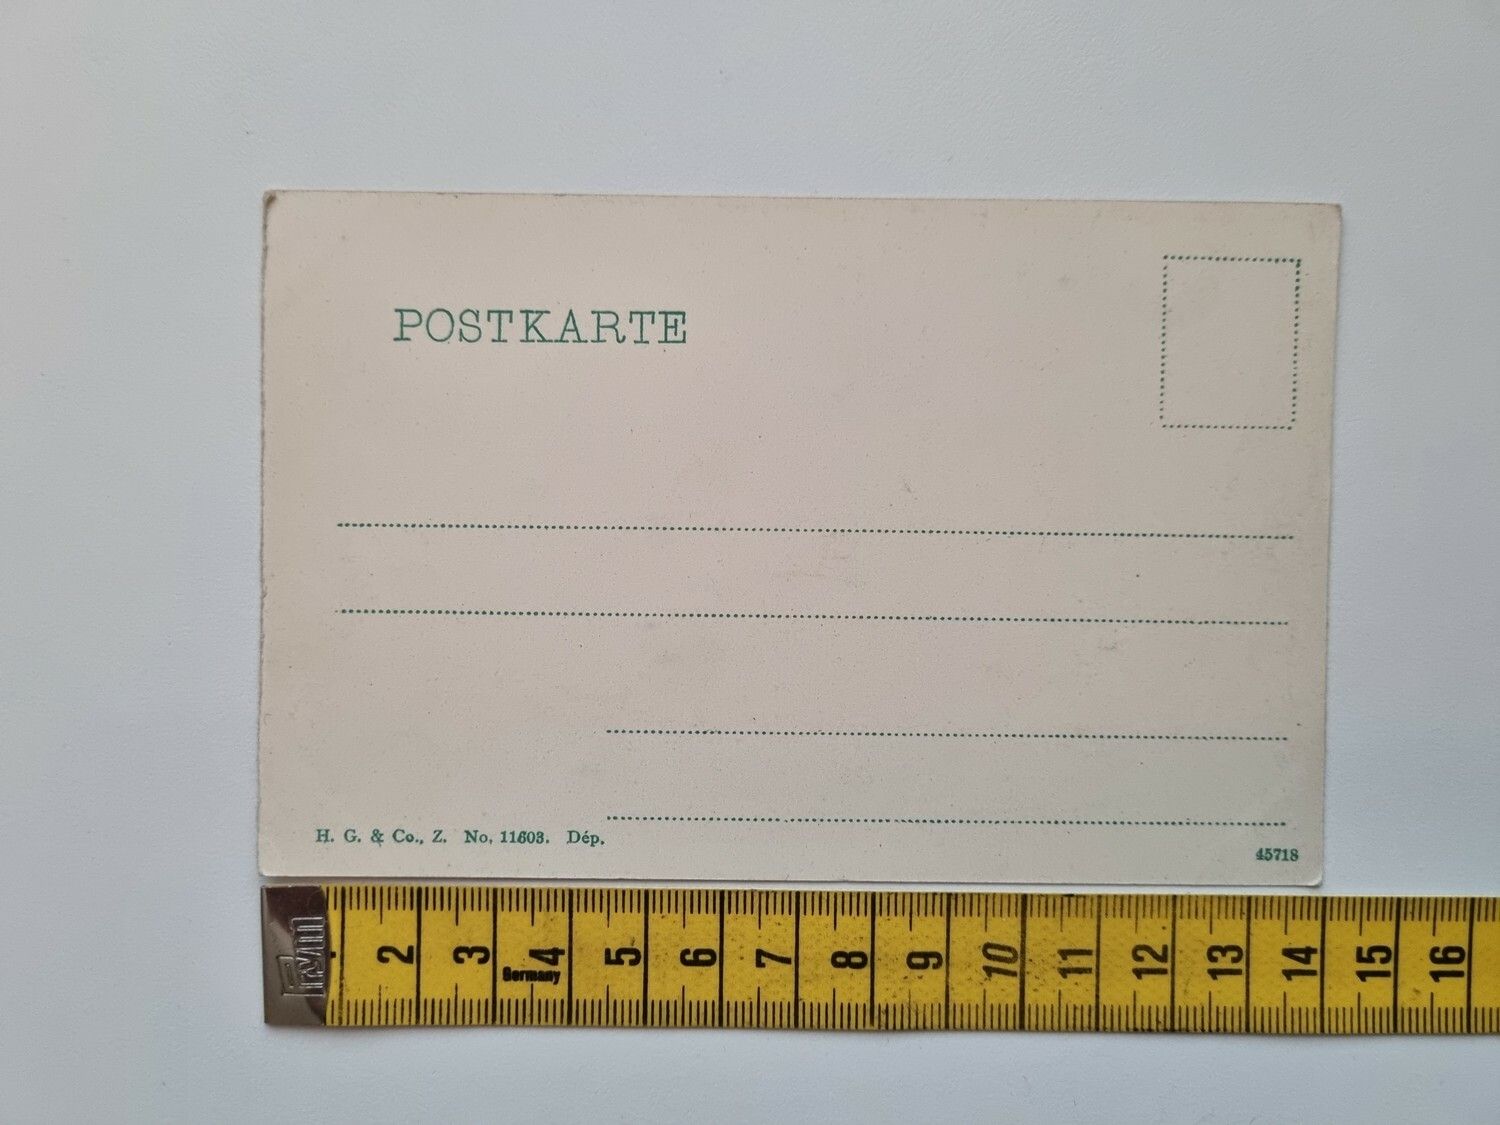 POSTKARTE
H. G. & Co., Z. No. 11603. Dép.
45718
Prym
2 3 4 5 6 7 8 9 10 11 12 13 14 15 16
Germany